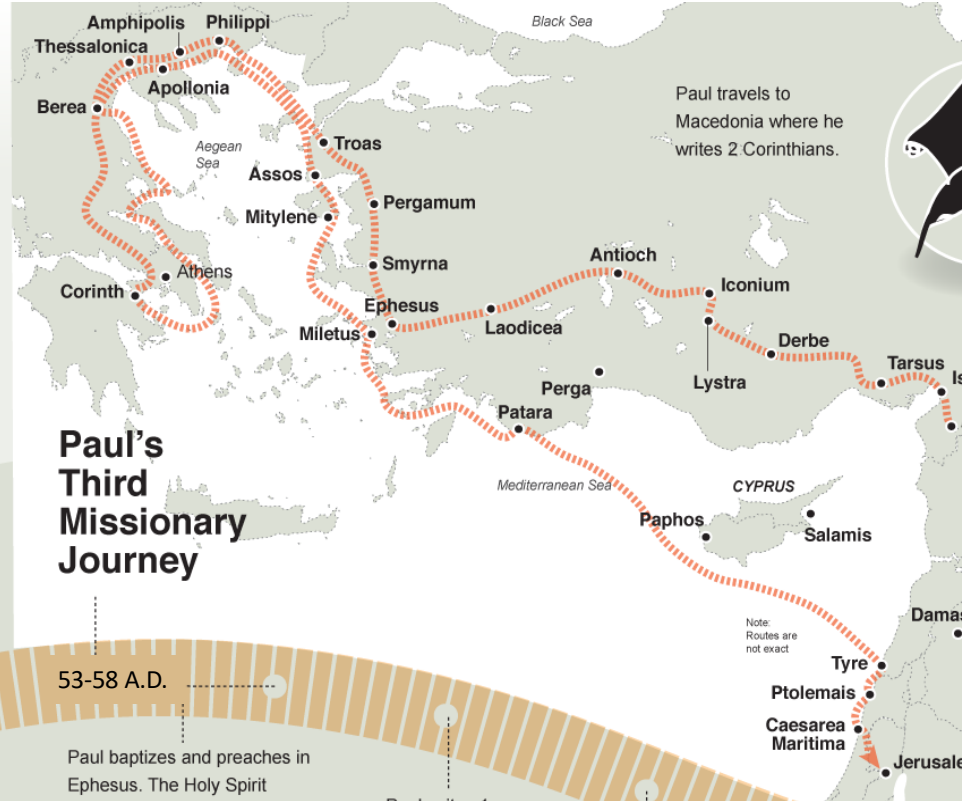 Amphipolis
Philippi
Black Sea
Thessalonica
Apollonia
Berea
Aegean
Sea
Troas
Paul travels to
Macedonia where he
writes 2 Corinthians.
Assos
Pergamum
Mitylene
Smyrna
Antioch
Athens
Iconium
Corinth
Ephesus
Miletus
Laodicea
Derbe
Tarsus
Is
Lystra
Perga
Patara
Paul's
Third
Missionary
Journey
Mediterranean Sea
CYPRUS
Paphos
Salamis
Note:
Routes are
not exact
Damas
Tyre
53-58 A.D.
Ptolemais
Caesarea
Maritima
Jerusale
Paul baptizes and preaches in
Ephesus. The Holy Spirit